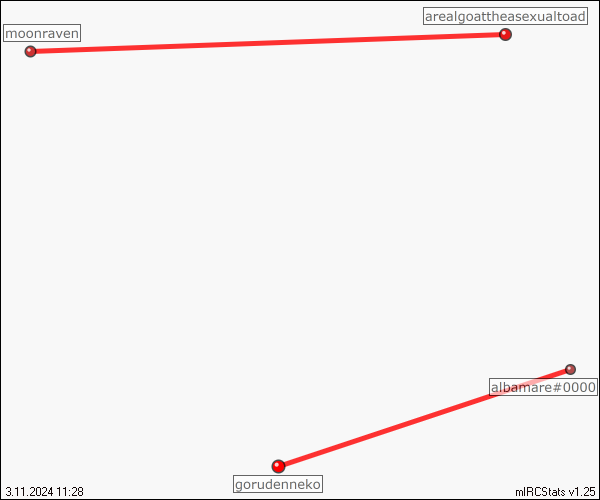 arealgoattheasexualtoad
moonraven
albamare#0000
gorudenneko
3.11.2024 11:28
mIRCStats v1.25